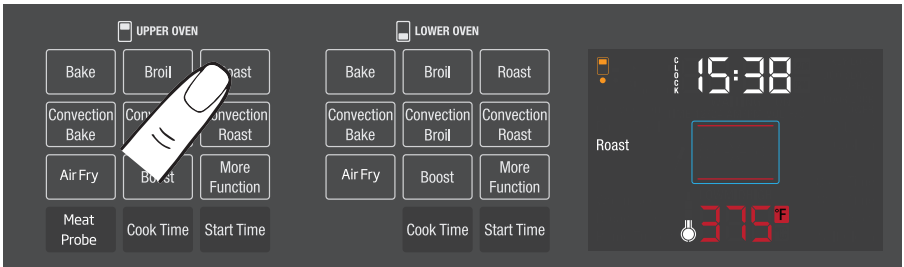 UPPER OVEN
Bake
Broil
Convection
Bake
Roast
Air Fry
More
Function
Meat
Probe
Cook Time
Start Time
LOWER OVEN
Bake
Broil
Roast
Convection
Bake
Convection
Broil
Convection
Roast
Air Fry
Boost
More
Function
Cook Time
Start Time
CLOCK
15:38
Roast
375°F